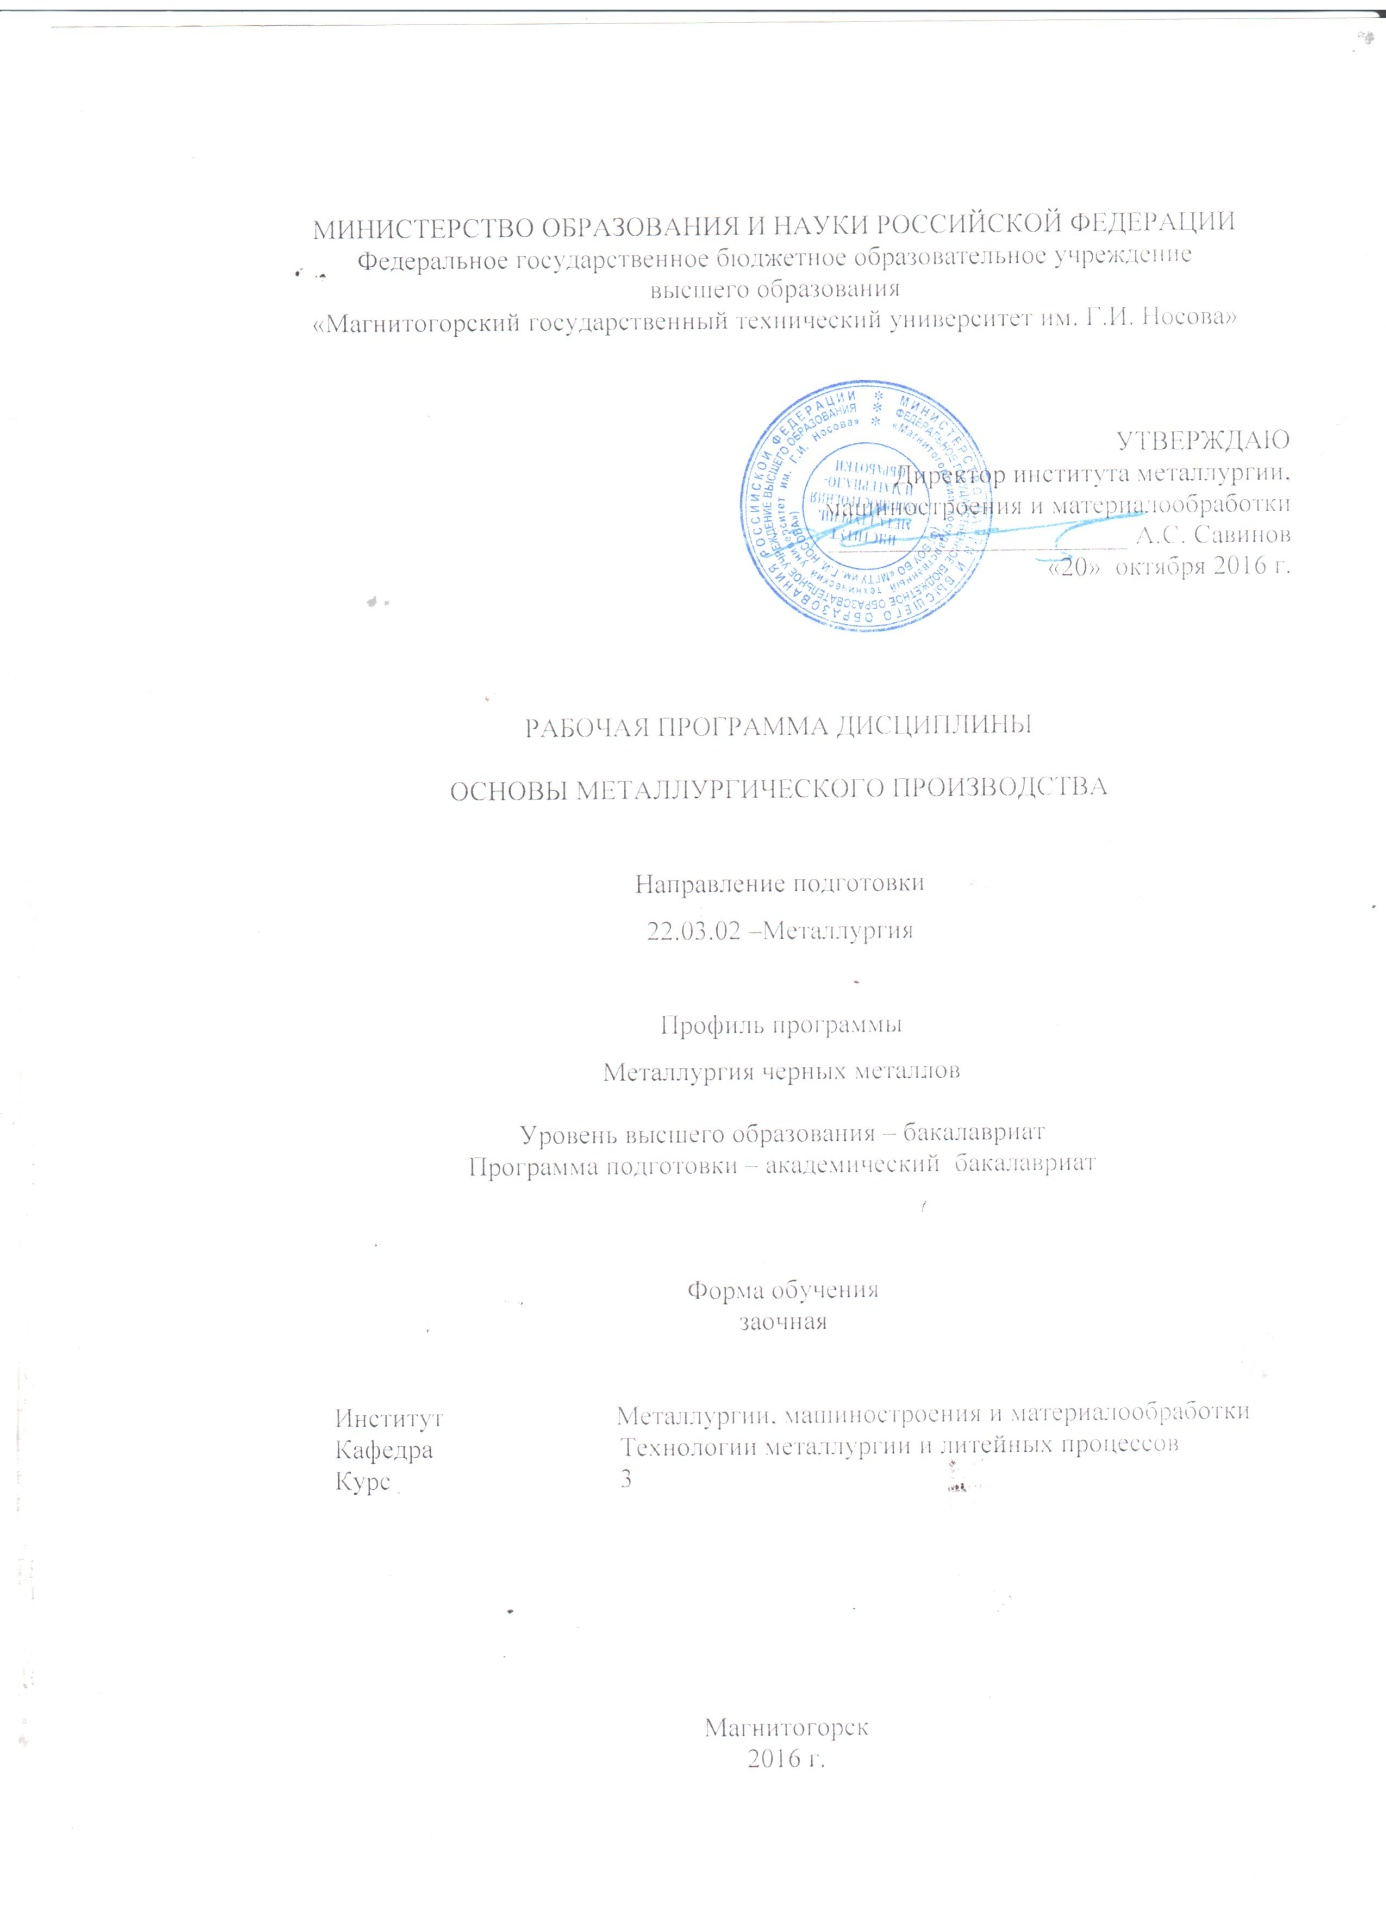 МИНИСТЕРСТВО ОБРАЗОВАНИЯ И НАУКИ РОССИЙСКОЙ ФЕДЕРАЦИИ
Федеральное государственное бюджетное образовательное учреждение
высшего образования
«Магнитогорский государственный технический университет им. Г.И. Носова»
УТВЕРЖДАЮ
Директор института металлургии,
машиностроения и материалообработки
А.С. Савинов
«20» октября 2016 г.
РАБОЧАЯ ПРОГРАММА ДИСЦИПЛИНЫ
ОСНОВЫ МЕТАЛЛУРГИЧЕСКОГО ПРОИЗВОДСТВА
Направление подготовки
22.03.02 –Металлургия
Профиль программы
Металлургия черных металлов
Уровень высшего образования – бакалавриат
Программа подготовки – академический бакалавриат
Форма обучения
заочная
Институт Металлургии, машиностроения и материалообработки
Кафедра Технологии металлургии и литейных процессов
Курс 3
Магнитогорск
2016 г.